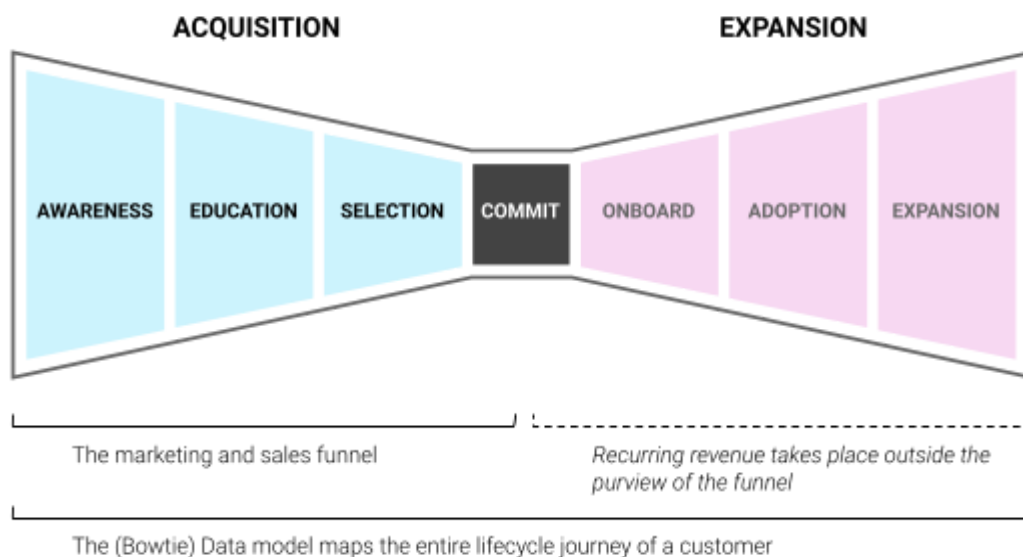 ACQUISITION
EXPANSION
AWARENESS
EDUCATION
SELECTION
COMMIT
ONBOARD
ADOPTION
EXPANSION
The marketing and sales funnel
Recurring revenue takes place outside the
purview of the funnel
The (Bowtie) Data model maps the entire lifecycle journey of a customer